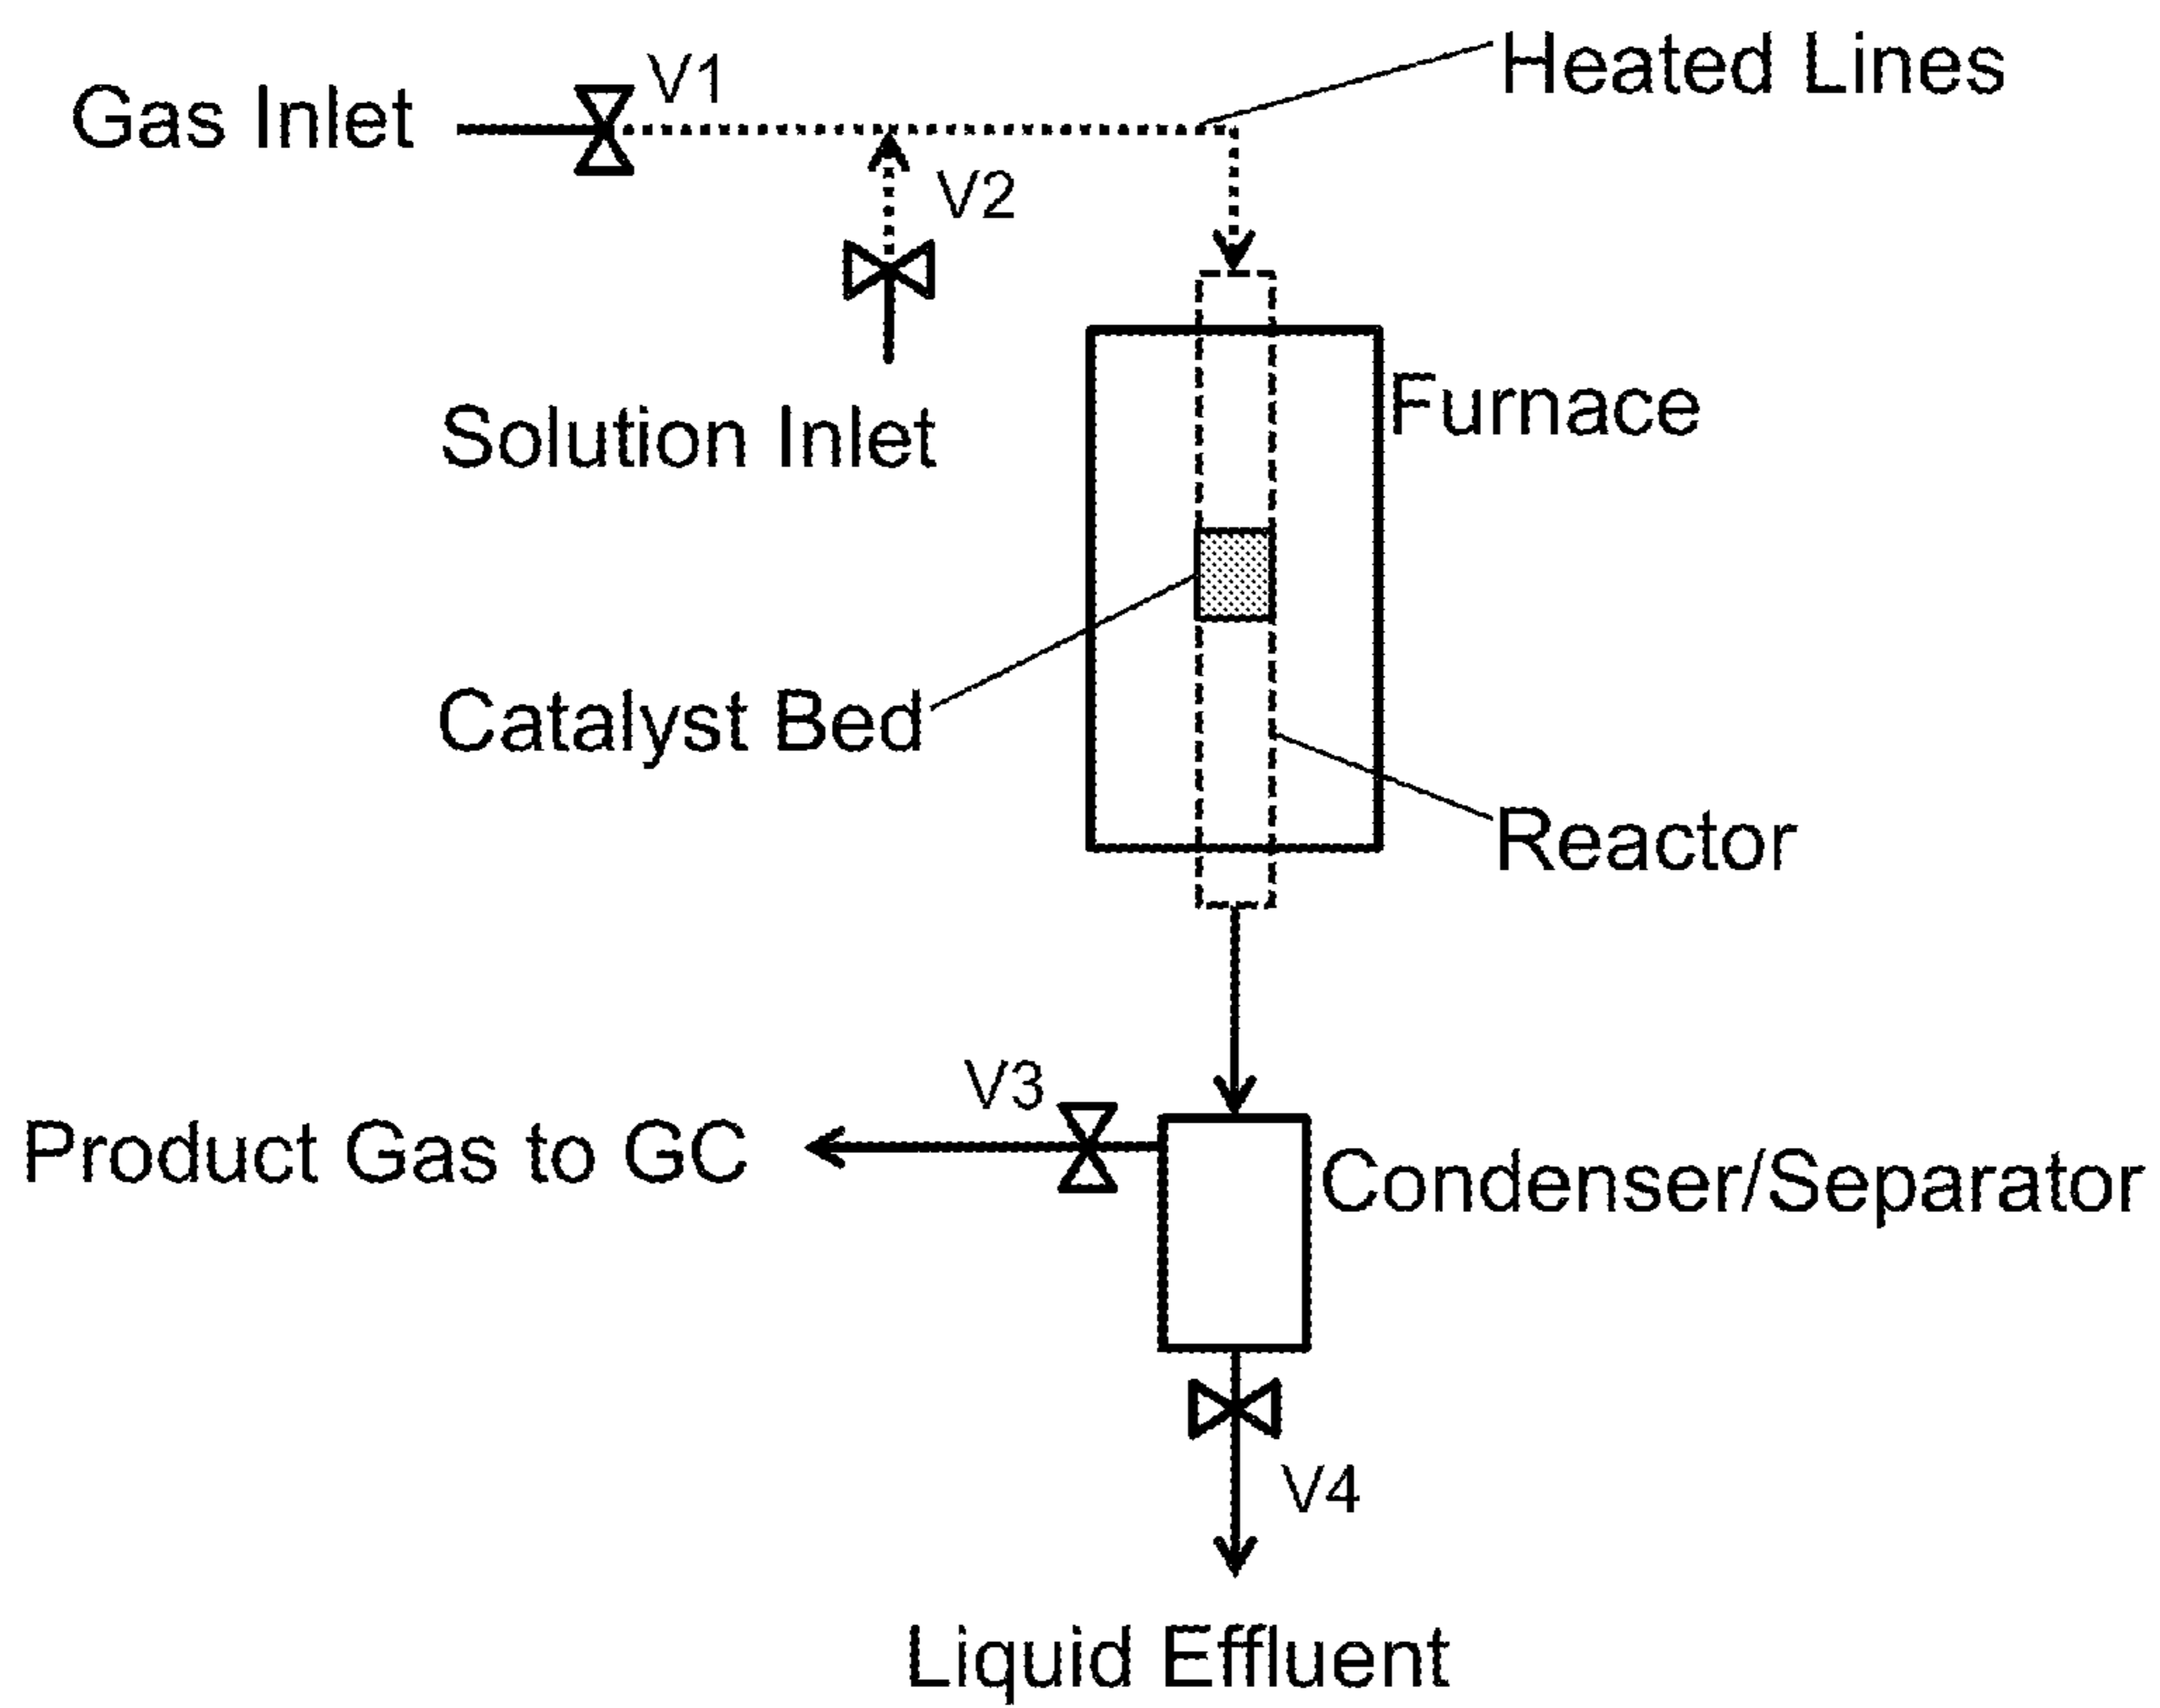 Heated Lines
V1
Gas Inlet
V2
Furnace
Solution Inlet
Catalyst Bed
Reactor
V3
Product Gas to GC
Condenser/Separator
V4
Liquid Effluent